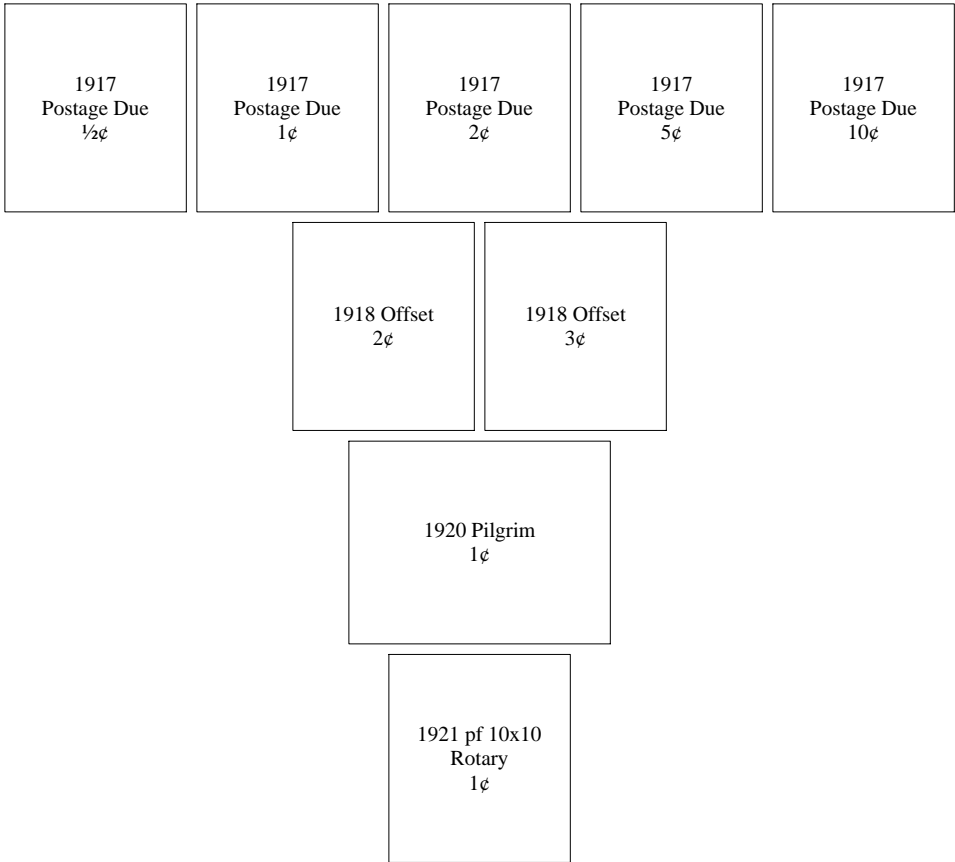 1917
Postage Due
½¢
1917
Postage Due
1¢
1917
Postage Due
2¢
1917
Postage Due
5¢
1917
Postage Due
10¢
1918 Offset
2¢
1918 Offset
3¢
1920 Pilgrim
1¢
1921 pf 10x10
Rotary
1¢